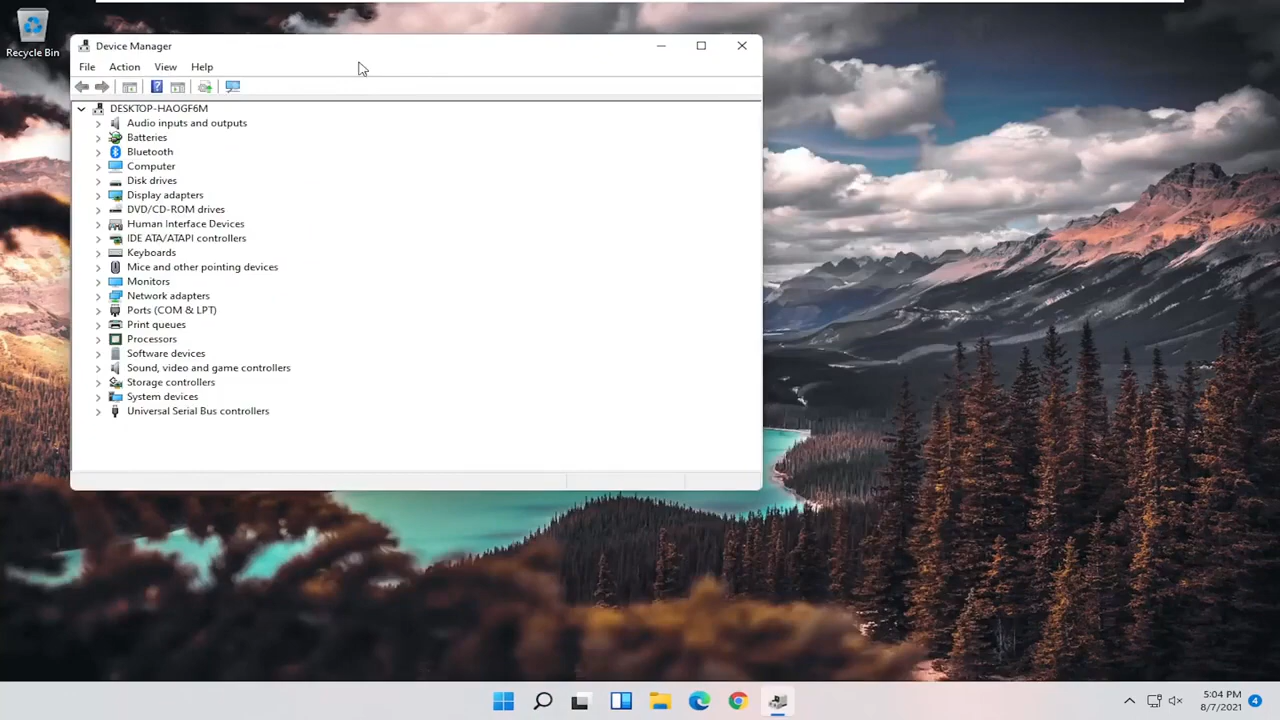 Recycle Bin
Device Manager
File Action View Help
DESKTOP-HAOGF6M
Audio inputs and outputs
Batteries
Bluetooth
Computer
Disk drives
Display adapters
DVD/CD-ROM drives
Human Interface Devices
IDE ATA/ATAPI controllers
Keyboards
Mice and other pointing devices
Monitors
Network adapters
Ports (COM & LPT)
Print queues
Processors
Software devices
Sound, video and game controllers
Storage controllers
System devices
Universal Serial Bus controllers
5:04 PM
8/7/2021
4